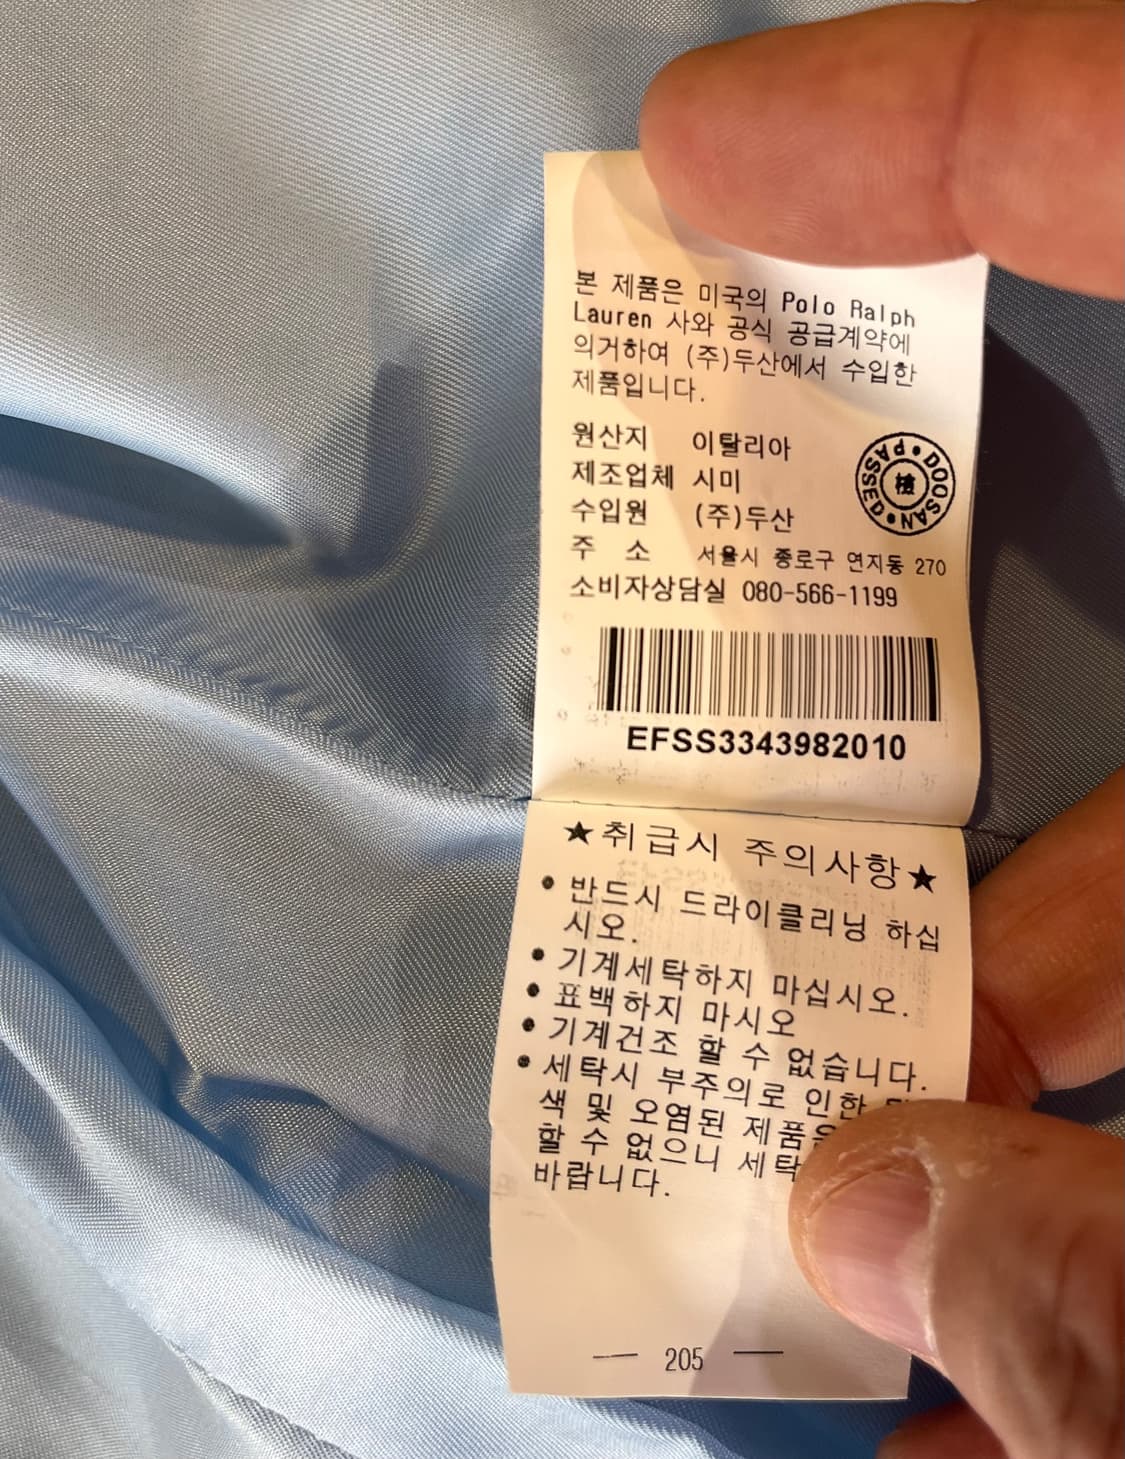 본 제품은 미국의 Polo Ralph
Lauren 사와 공식 공급계약에
의거하여 (주)두산에서 수입한
제품입니다.
원산지 이탈리아
제조업체 시미
수입원 (주)두산
주 소 서울시 종로구 연지동 270
소비자상담실 080-566-1199
DOOSAN PASSED
檢
EFSS3343982010
★취급시 주의사항★
• 반드시 드라이클리닝 하십
시오.
• 기계세탁하지 마십시오.
• 표백하지 마시오
• 기계건조 할 수 없습니다.
• 세탁시 부주의로 인한
색 및 오염된 제품은
할 수 없으니 세탁
바랍니다.
— 205 —